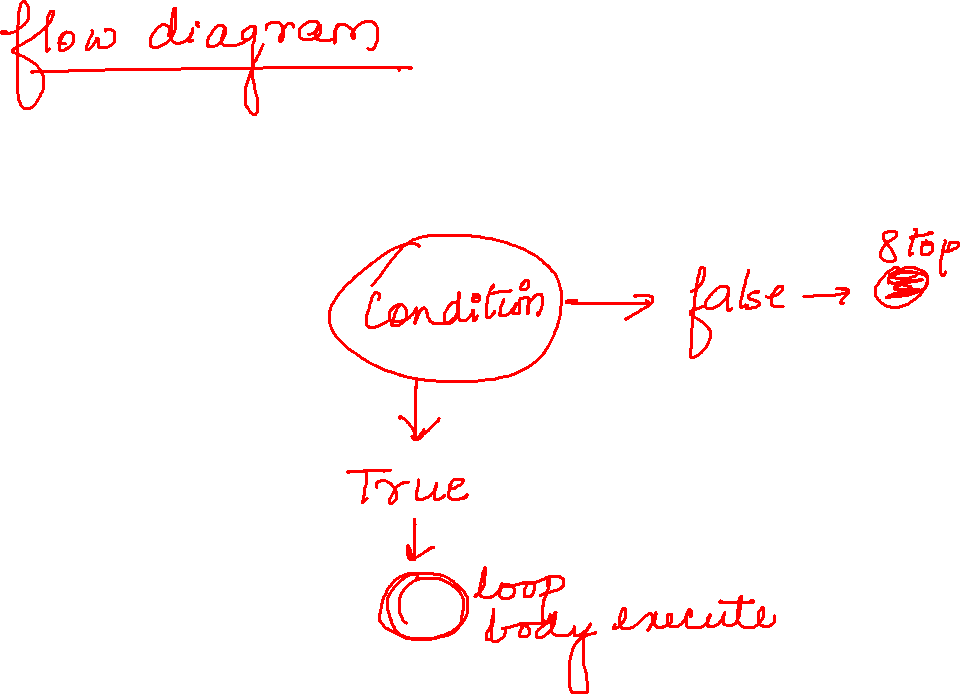 flow diagram
Stop
Condition
false
True
loop
body execute